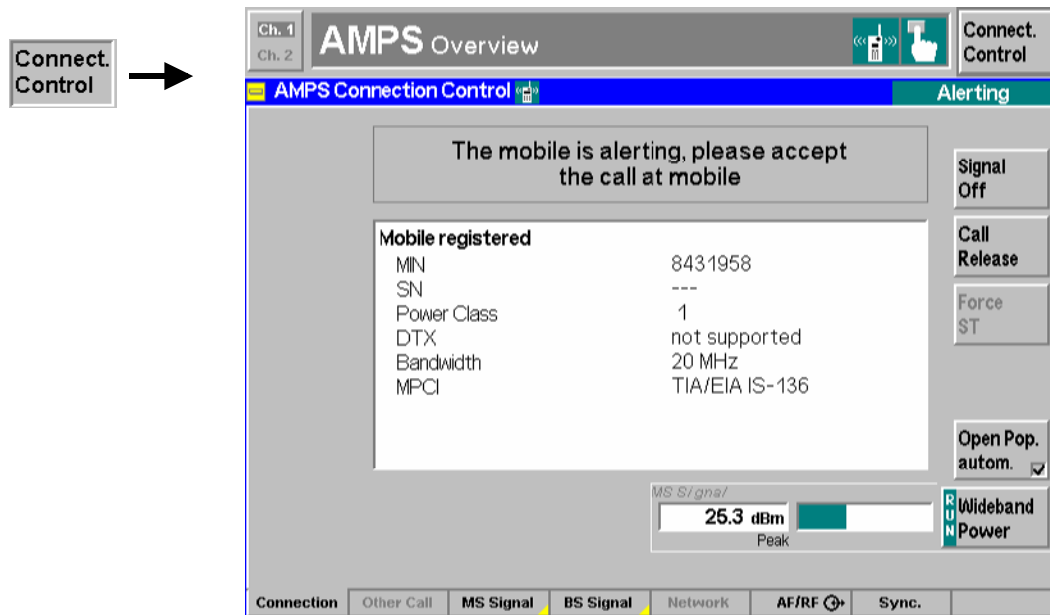 Connect.
Control
Ch. 1
Ch. 2
AMPS Overview
Connect.
Control
AMPS Connection Control
Alerting
The mobile is alerting, please accept
the call at mobile
Signal
Off
Call
Release
Force
ST
Mobile registered
MIN 8431958
SN ---
Power Class 1
DTX not supported
Bandwidth 20 MHz
MPCI TIA/EIA IS-136
Open Pop.
autom.
MS Signal
25.3 dBm
Peak
RUN
Wideband
Power
Connection
Other Call
MS Signal
BS Signal
Network
AF/RF
Sync.